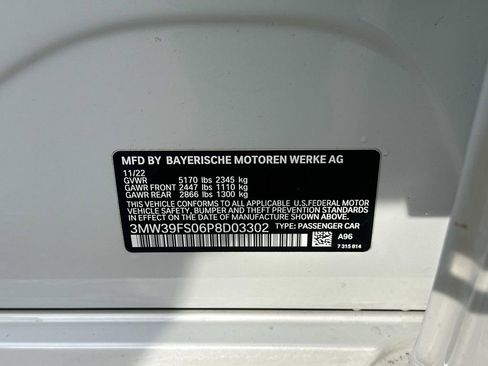 MFD BY BAYERISCHE MOTOREN WERKE AG
11/22
GVWR 5170 lbs 2345 kg
GAWR FRONT 2447 lbs 1110 kg
GAWR REAR 2866 lbs 1300 kg
THIS VEHICLE CONFORMS TO ALL APPLICABLE U.S.FEDERAL MOTOR
VEHICLE SAFETY, BUMPER, AND THEFT PREVENTION STANDARDS
IN EFFECT ON THE DATE OF MANUFACTURE SHOWN ABOVE.
3MW39FS06P8D03302 TYPE: PASSENGER CAR
A96
7 315 814